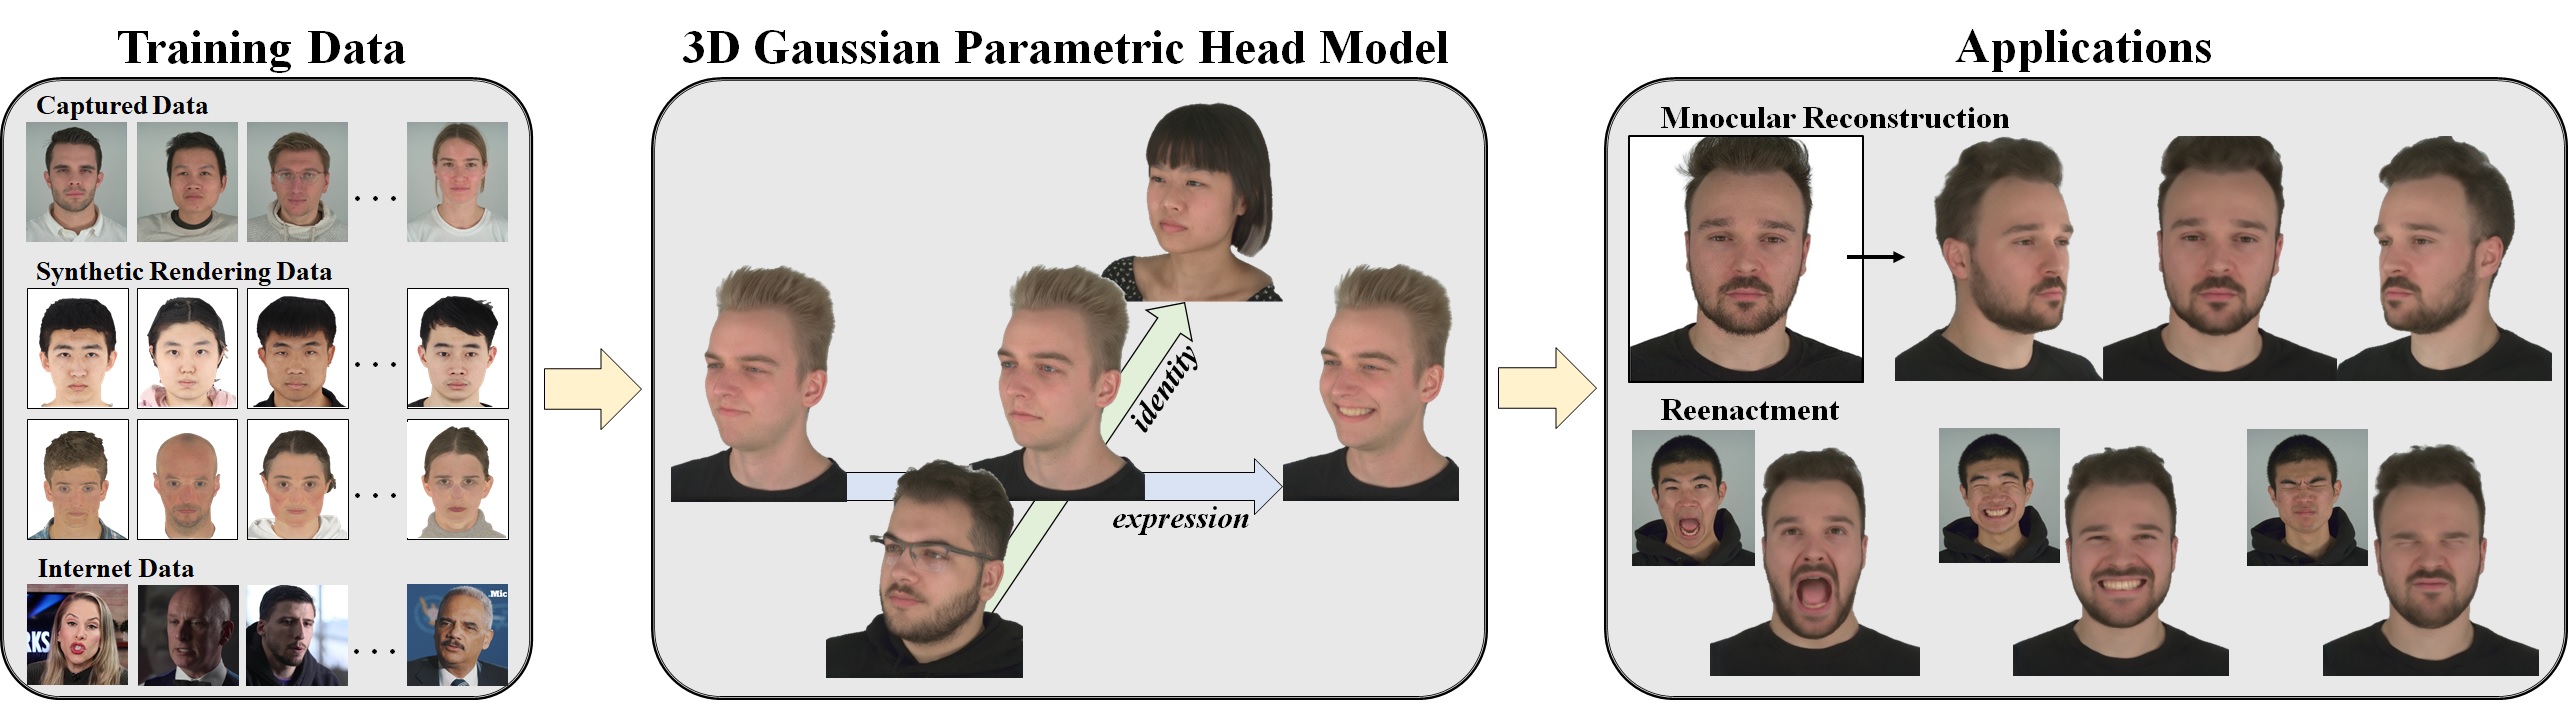 Training Data
Captured Data
. . .
Synthetic Rendering Data
. . .
. . .
Internet Data
RKS
.Mic
. . .
3D Gaussian Parametric Head Model
identity
expression
Applications
Mnocular Reconstruction
Reenactment